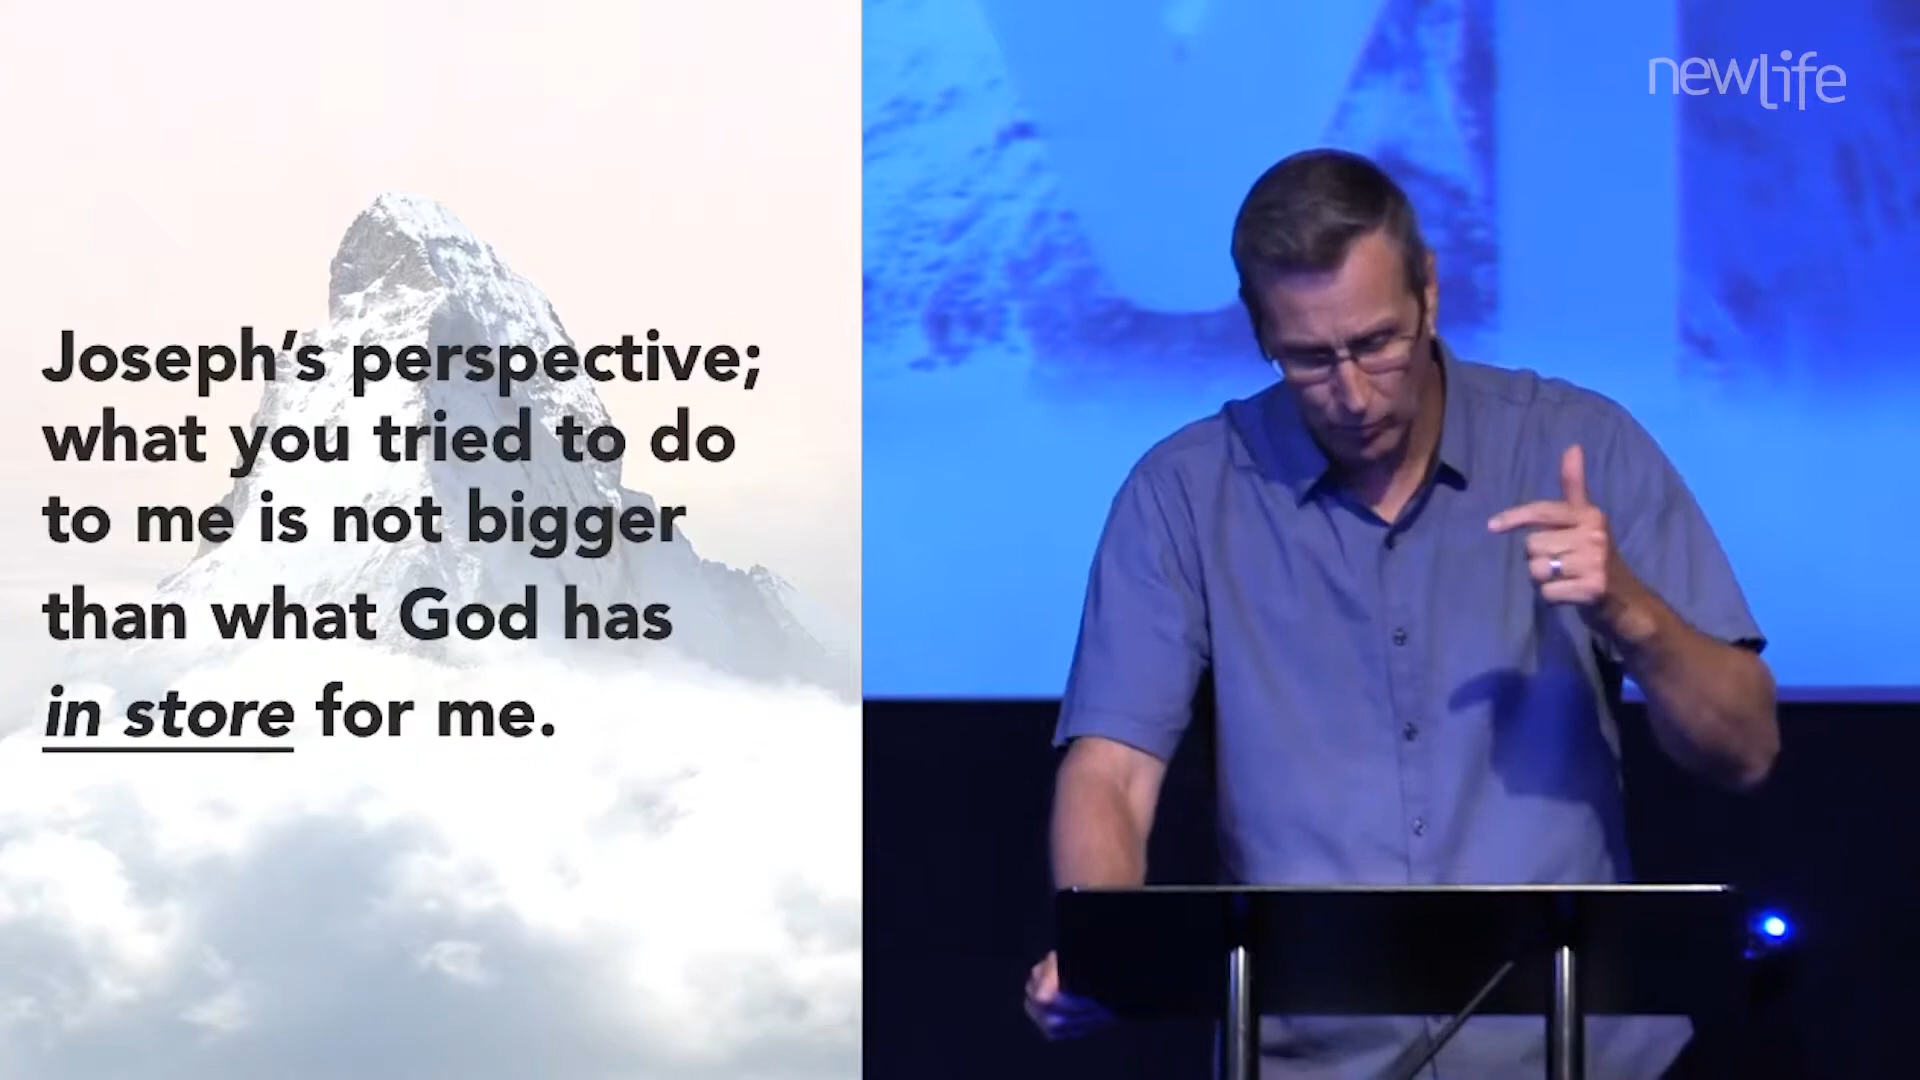 newlife
Joseph’s perspective;
what you tried to do
to me is not bigger
than what God has
in store for me.